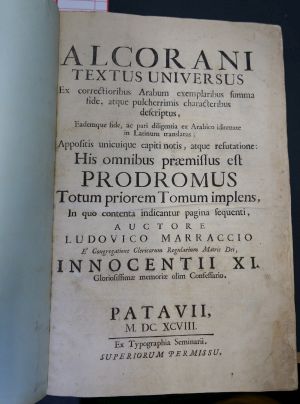 ALCORANI
TEXTUS UNIVERSUS
Ex correctioribus Arabum exemplaribus summa
fide, atque pulcherrimis characteribus
descriptus,
Eademque fide, ac pari diligentia ex Arabico idiomate
in Latinum translatus;
Appositis unicuique capiti notis, atque refutatione:
His omnibus præmissus est
PRODROMUS
Totum priorem Tomum implens,
In quo contenta indicantur pagina sequenti,
AUCTORE
LUDOVICO MARRACCIO
E' Congregatione Clericorum Regularium Matris Dei,
INNOCENTII XI.
Gloriosissimæ memoriæ olim Confessario.
PATAVII,
M. DC. XCVIII.
Ex Typographia Seminarii.
SUPERIORUM PERMISSU.